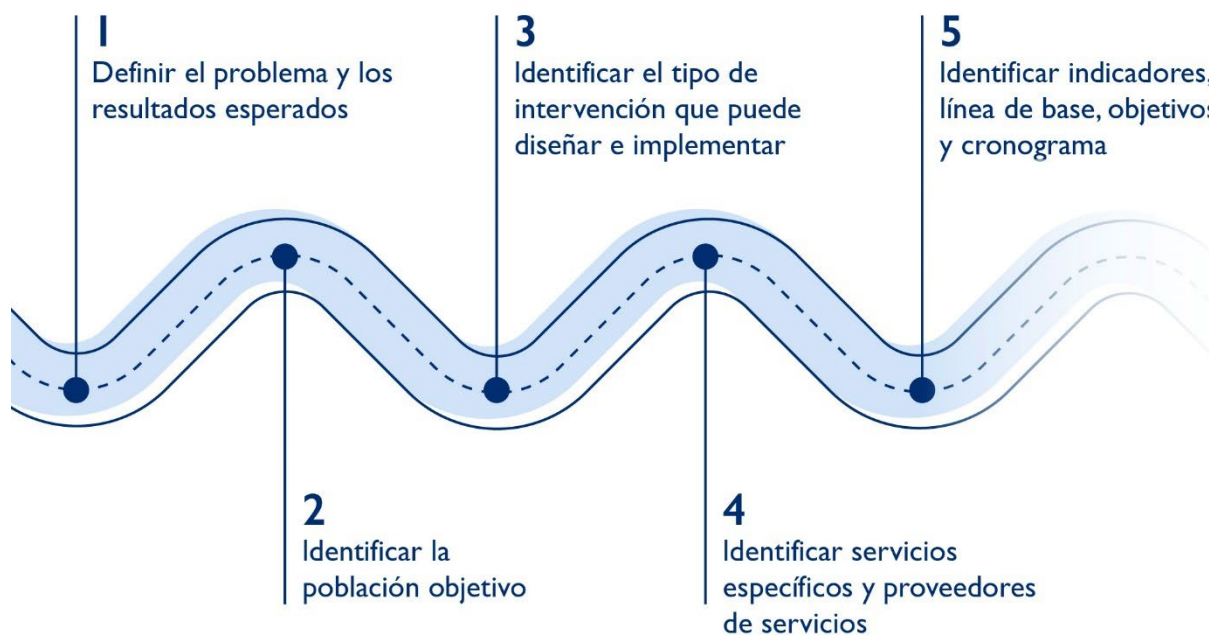 1
Definir el problema y los
resultados esperados
2
Identificar la
población objetivo
3
Identificar el tipo de
intervención que puede
diseñar e implementar
4
Identificar servicios
específicos y proveedores
de servicios
5
Identificar indicadores,
línea de base, objetivos
y cronograma